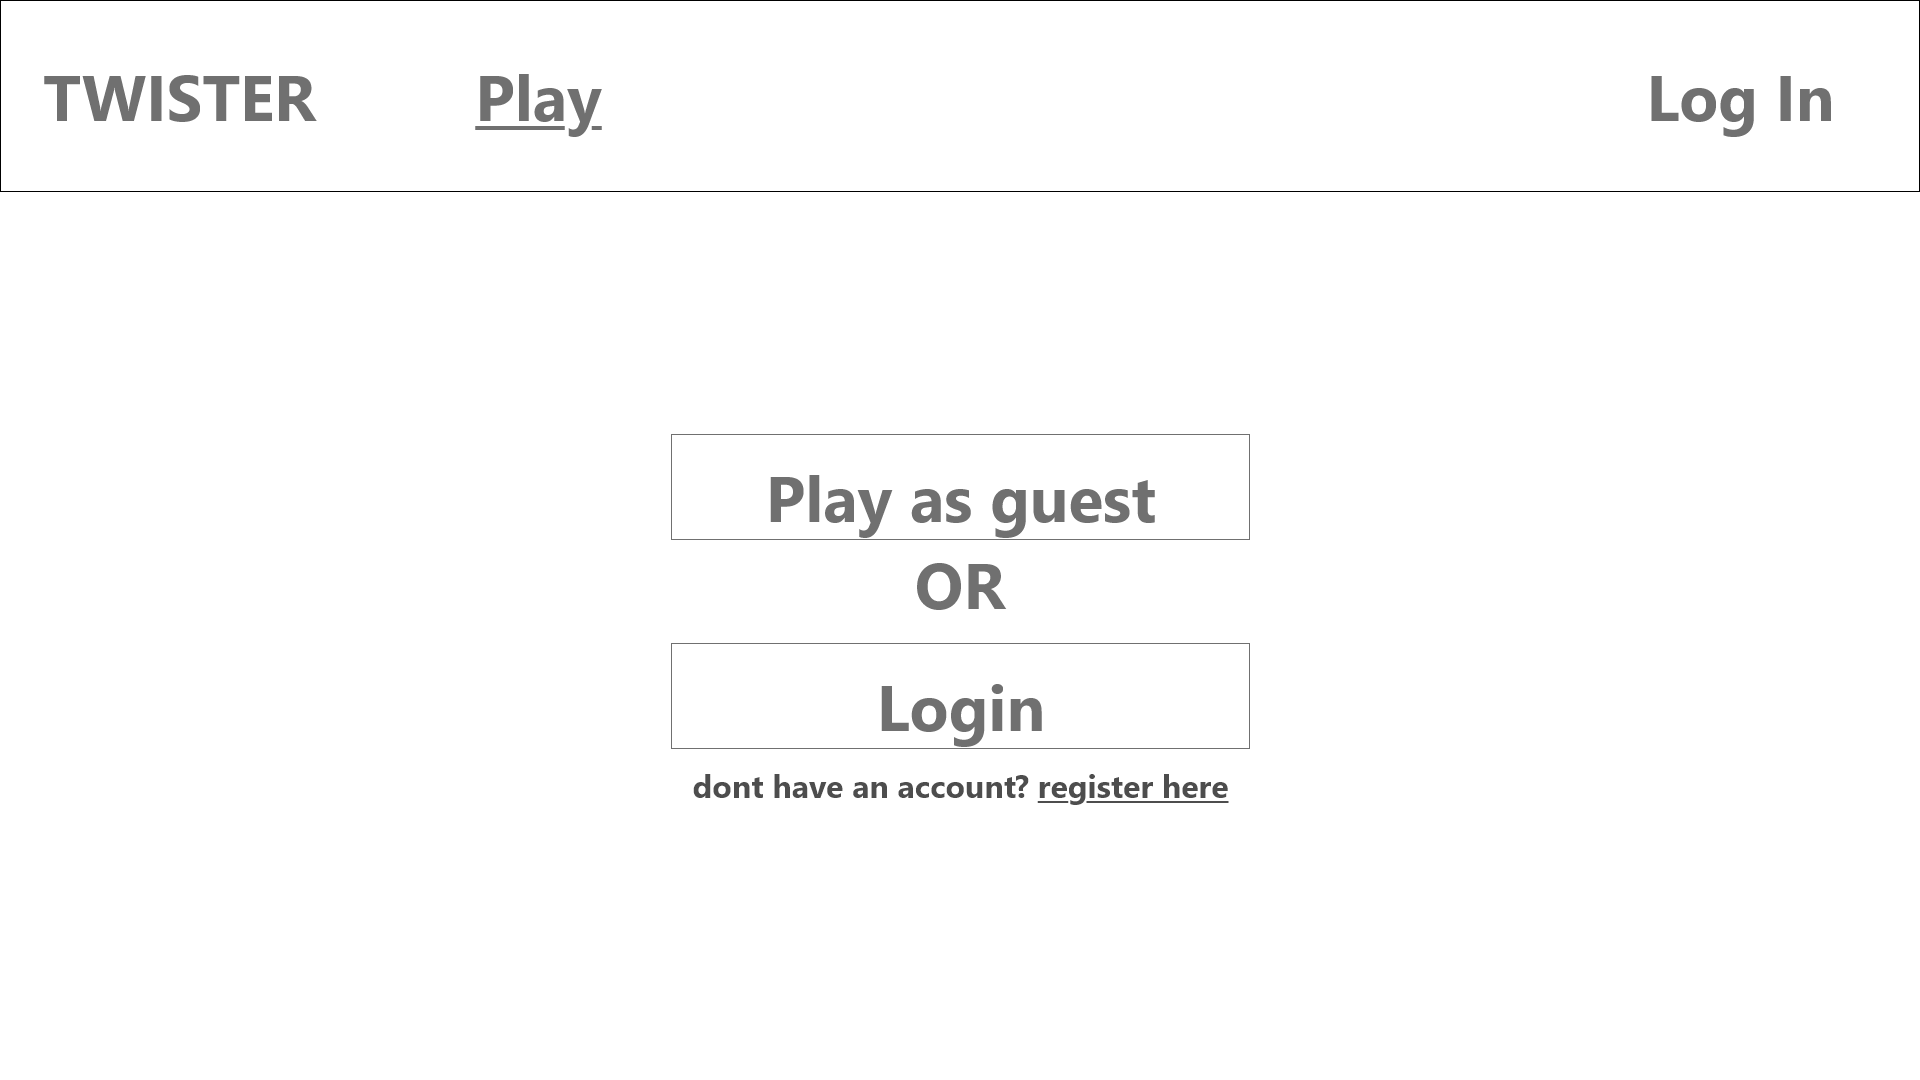 TWISTER Play Log In
Play as guest
OR
Login
dont have an account? register here